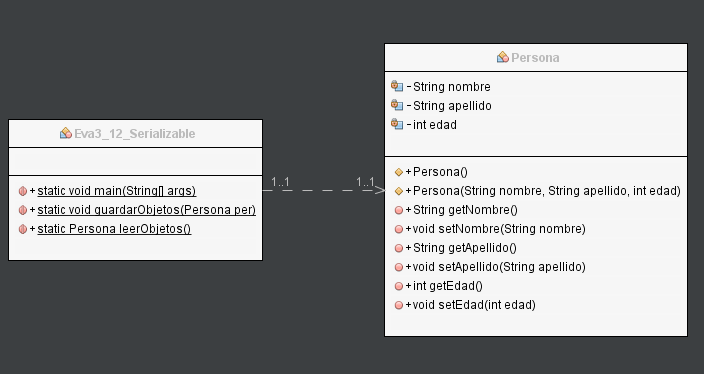 Eva3_12_Serializable
+ static void main(String[] args)
+ static void guardarObjetos(Persona per)
+ static Persona leerObjetos()
1..1
1..1
Persona
- String nombre
- String apellido
- int edad
+ Persona()
+ Persona(String nombre, String apellido, int edad)
+ String getNombre()
+ void setNombre(String nombre)
+ String getApellido()
+ void setApellido(String apellido)
+ int getEdad()
+ void setEdad(int edad)